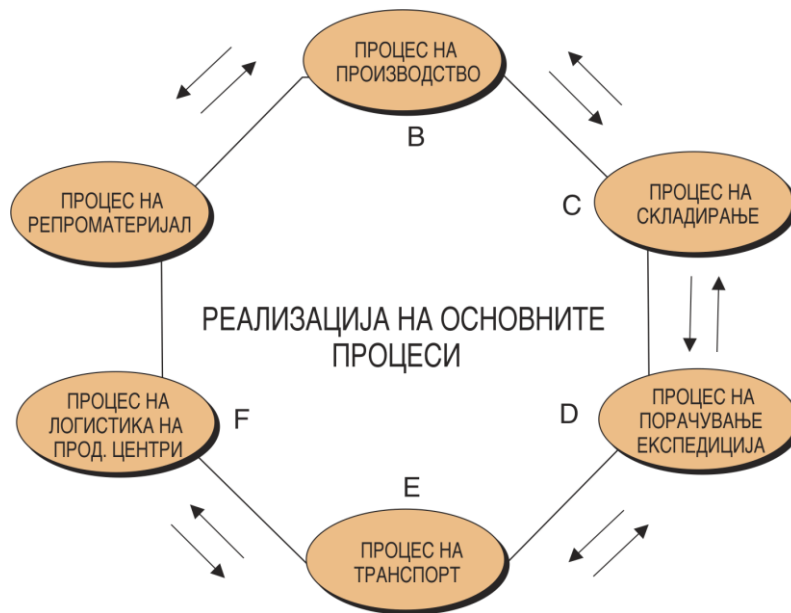 ПРОЦЕС НА
ПРОИЗВОДСТВО
B
ПРОЦЕС НА
РЕПРОМАТЕРИЈАЛ
ПРОЦЕС НА
СКЛАДИРАЊЕ
C
РЕАЛИЗАЦИЈА НА ОСНОВНИТЕ
ПРОЦЕСИ
ПРОЦЕС НА
ЛОГИСТИКА НА
ПРОД. ЦЕНТРИ
F
D
ПРОЦЕС НА
ПОРАЧУВАЊЕ
ЕКСПЕДИЦИЈА
E
ПРОЦЕС НА
ТРАНСПОРТ